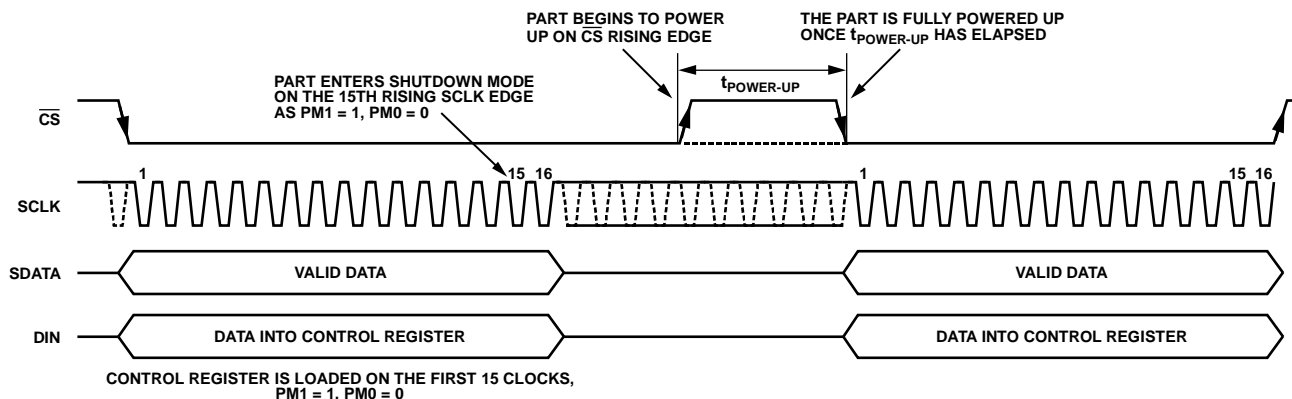 PART BEGINS TO POWER
UP ON CS RISING EDGE
THE PART IS FULLY POWERED UP
ONCE tPOWER-UP HAS ELAPSED
PART ENTERS SHUTDOWN MODE
ON THE 15TH RISING SCLK EDGE
AS PM1 = 1, PM0 = 0
tPOWER-UP
CS
1 15 16 1 15 16
SCLK
SDATA VALID DATA VALID DATA
DIN DATA INTO CONTROL REGISTER DATA INTO CONTROL REGISTER
CONTROL REGISTER IS LOADED ON THE FIRST 15 CLOCKS,
PM1 = 1, PM0 = 0